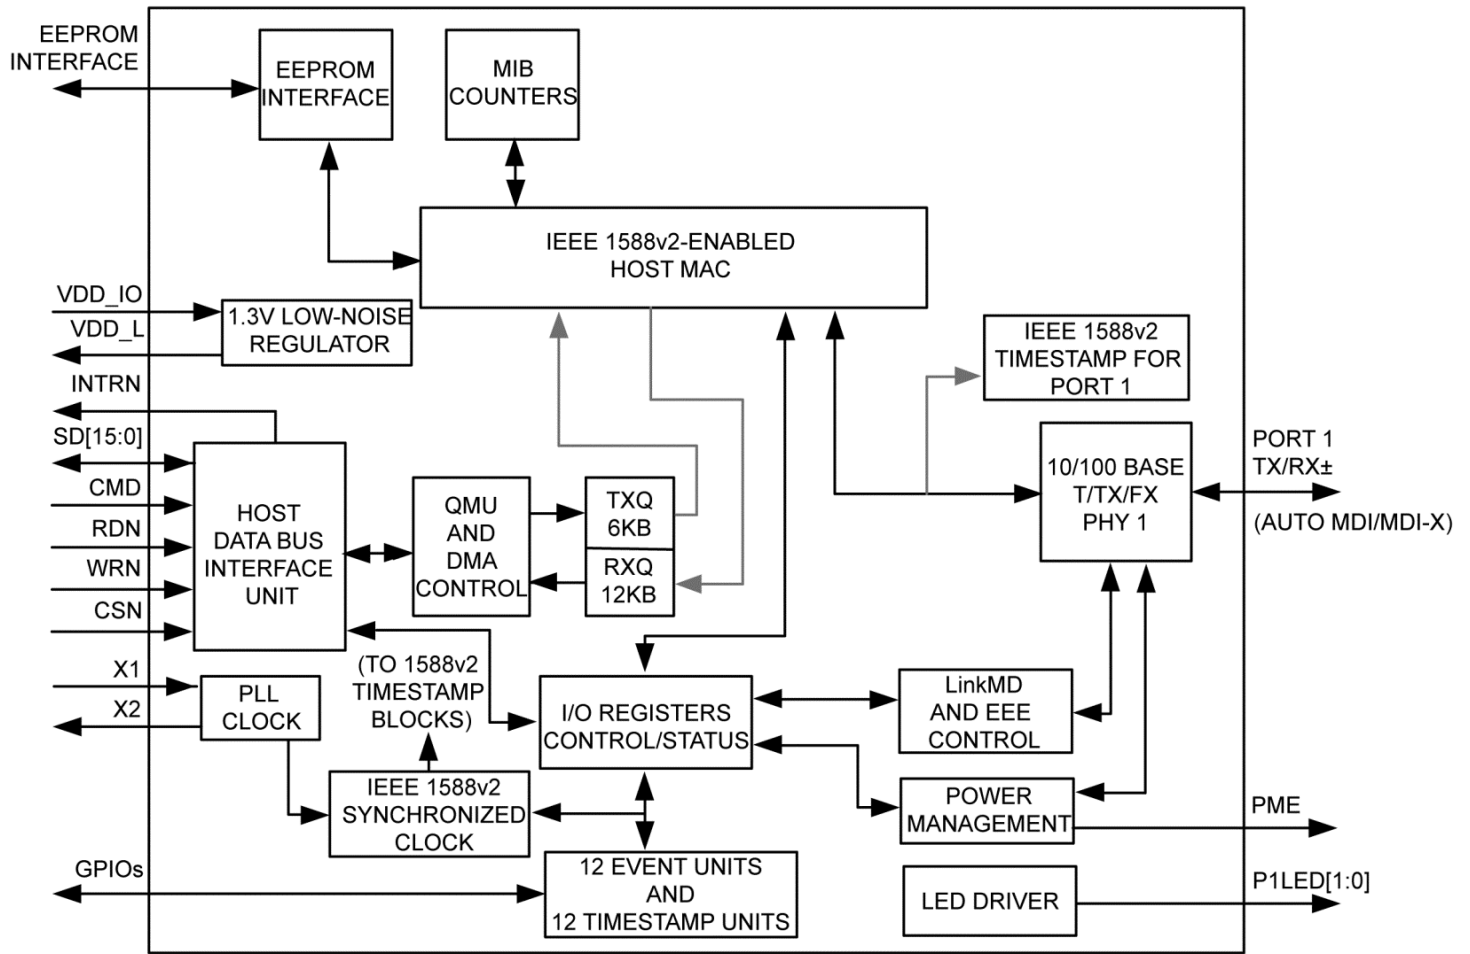 EEPROM
INTERFACE
EEPROM
INTERFACE
MIB
COUNTERS
IEEE 1588v2-ENABLED
HOST MAC
VDD_IO
VDD_L
1.3V LOW-NOISE
REGULATOR
IEEE 1588v2
TIMESTAMP FOR
PORT 1
INTRN
SD[15:0]
CMD
RDN
WRN
CSN
HOST
DATA BUS
INTERFACE
UNIT
QMU
AND
DMA
CONTROL
TXQ
6KB
RXQ
12KB
10/100 BASE
T/TX/FX
PHY 1
PORT 1
TX/RX±
(AUTO MDI/MDI-X)
X1
X2
PLL
CLOCK
(TO 1588v2
TIMESTAMP
BLOCKS)
I/O REGISTERS
CONTROL/STATUS
LinkMD
AND EEE
CONTROL
IEEE 1588v2
SYNCHRONIZED
CLOCK
POWER
MANAGEMENT
PME
GPIOs
12 EVENT UNITS
AND
12 TIMESTAMP UNITS
LED DRIVER
P1LED[1:0]